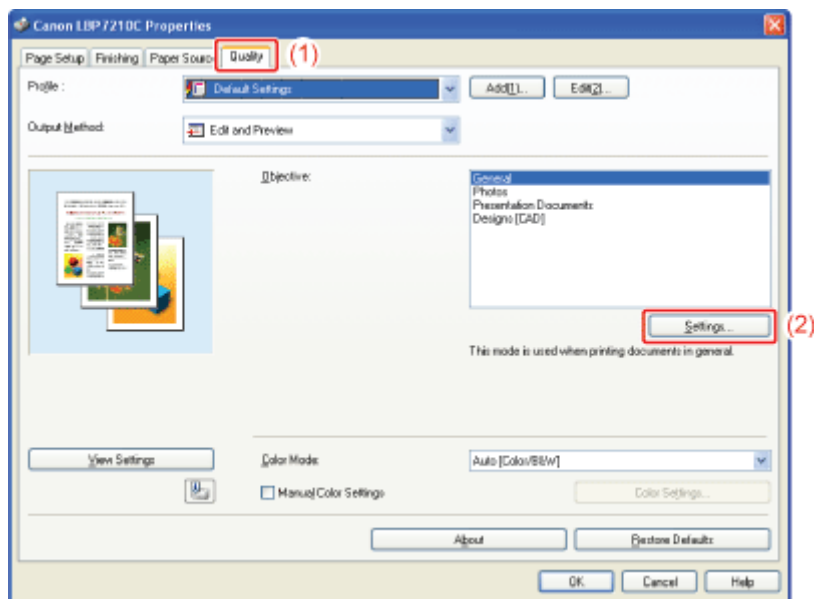 Canon LBP7210C Properties
Page Setup Finishing Paper Source Quality (1)
Profile : Default Settings Add(1)... Edit(2)...
Output Method: Edit and Preview
Objective:
General
Photos
Presentation Documents
Designs [CAD]
Settings... (2)
This mode is used when printing documents in general.
View Settings Color Mode: Auto [Color/B&W]
Manual Color Settings Color Settings...
About Restore Defaults
OK Cancel Help